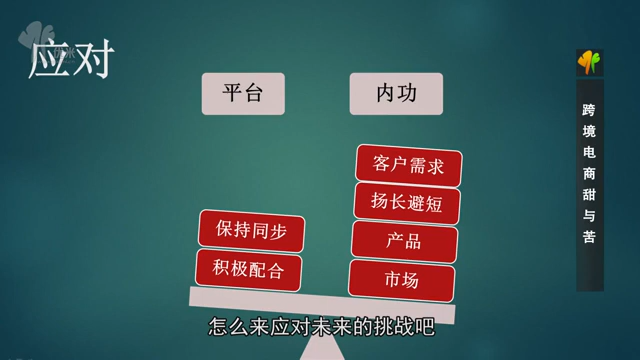 应对
平台
内功
客户需求
扬长避短
保持同步
产品
积极配合
市场
怎么来应对未来的挑战吧
跨境电商甜与苦